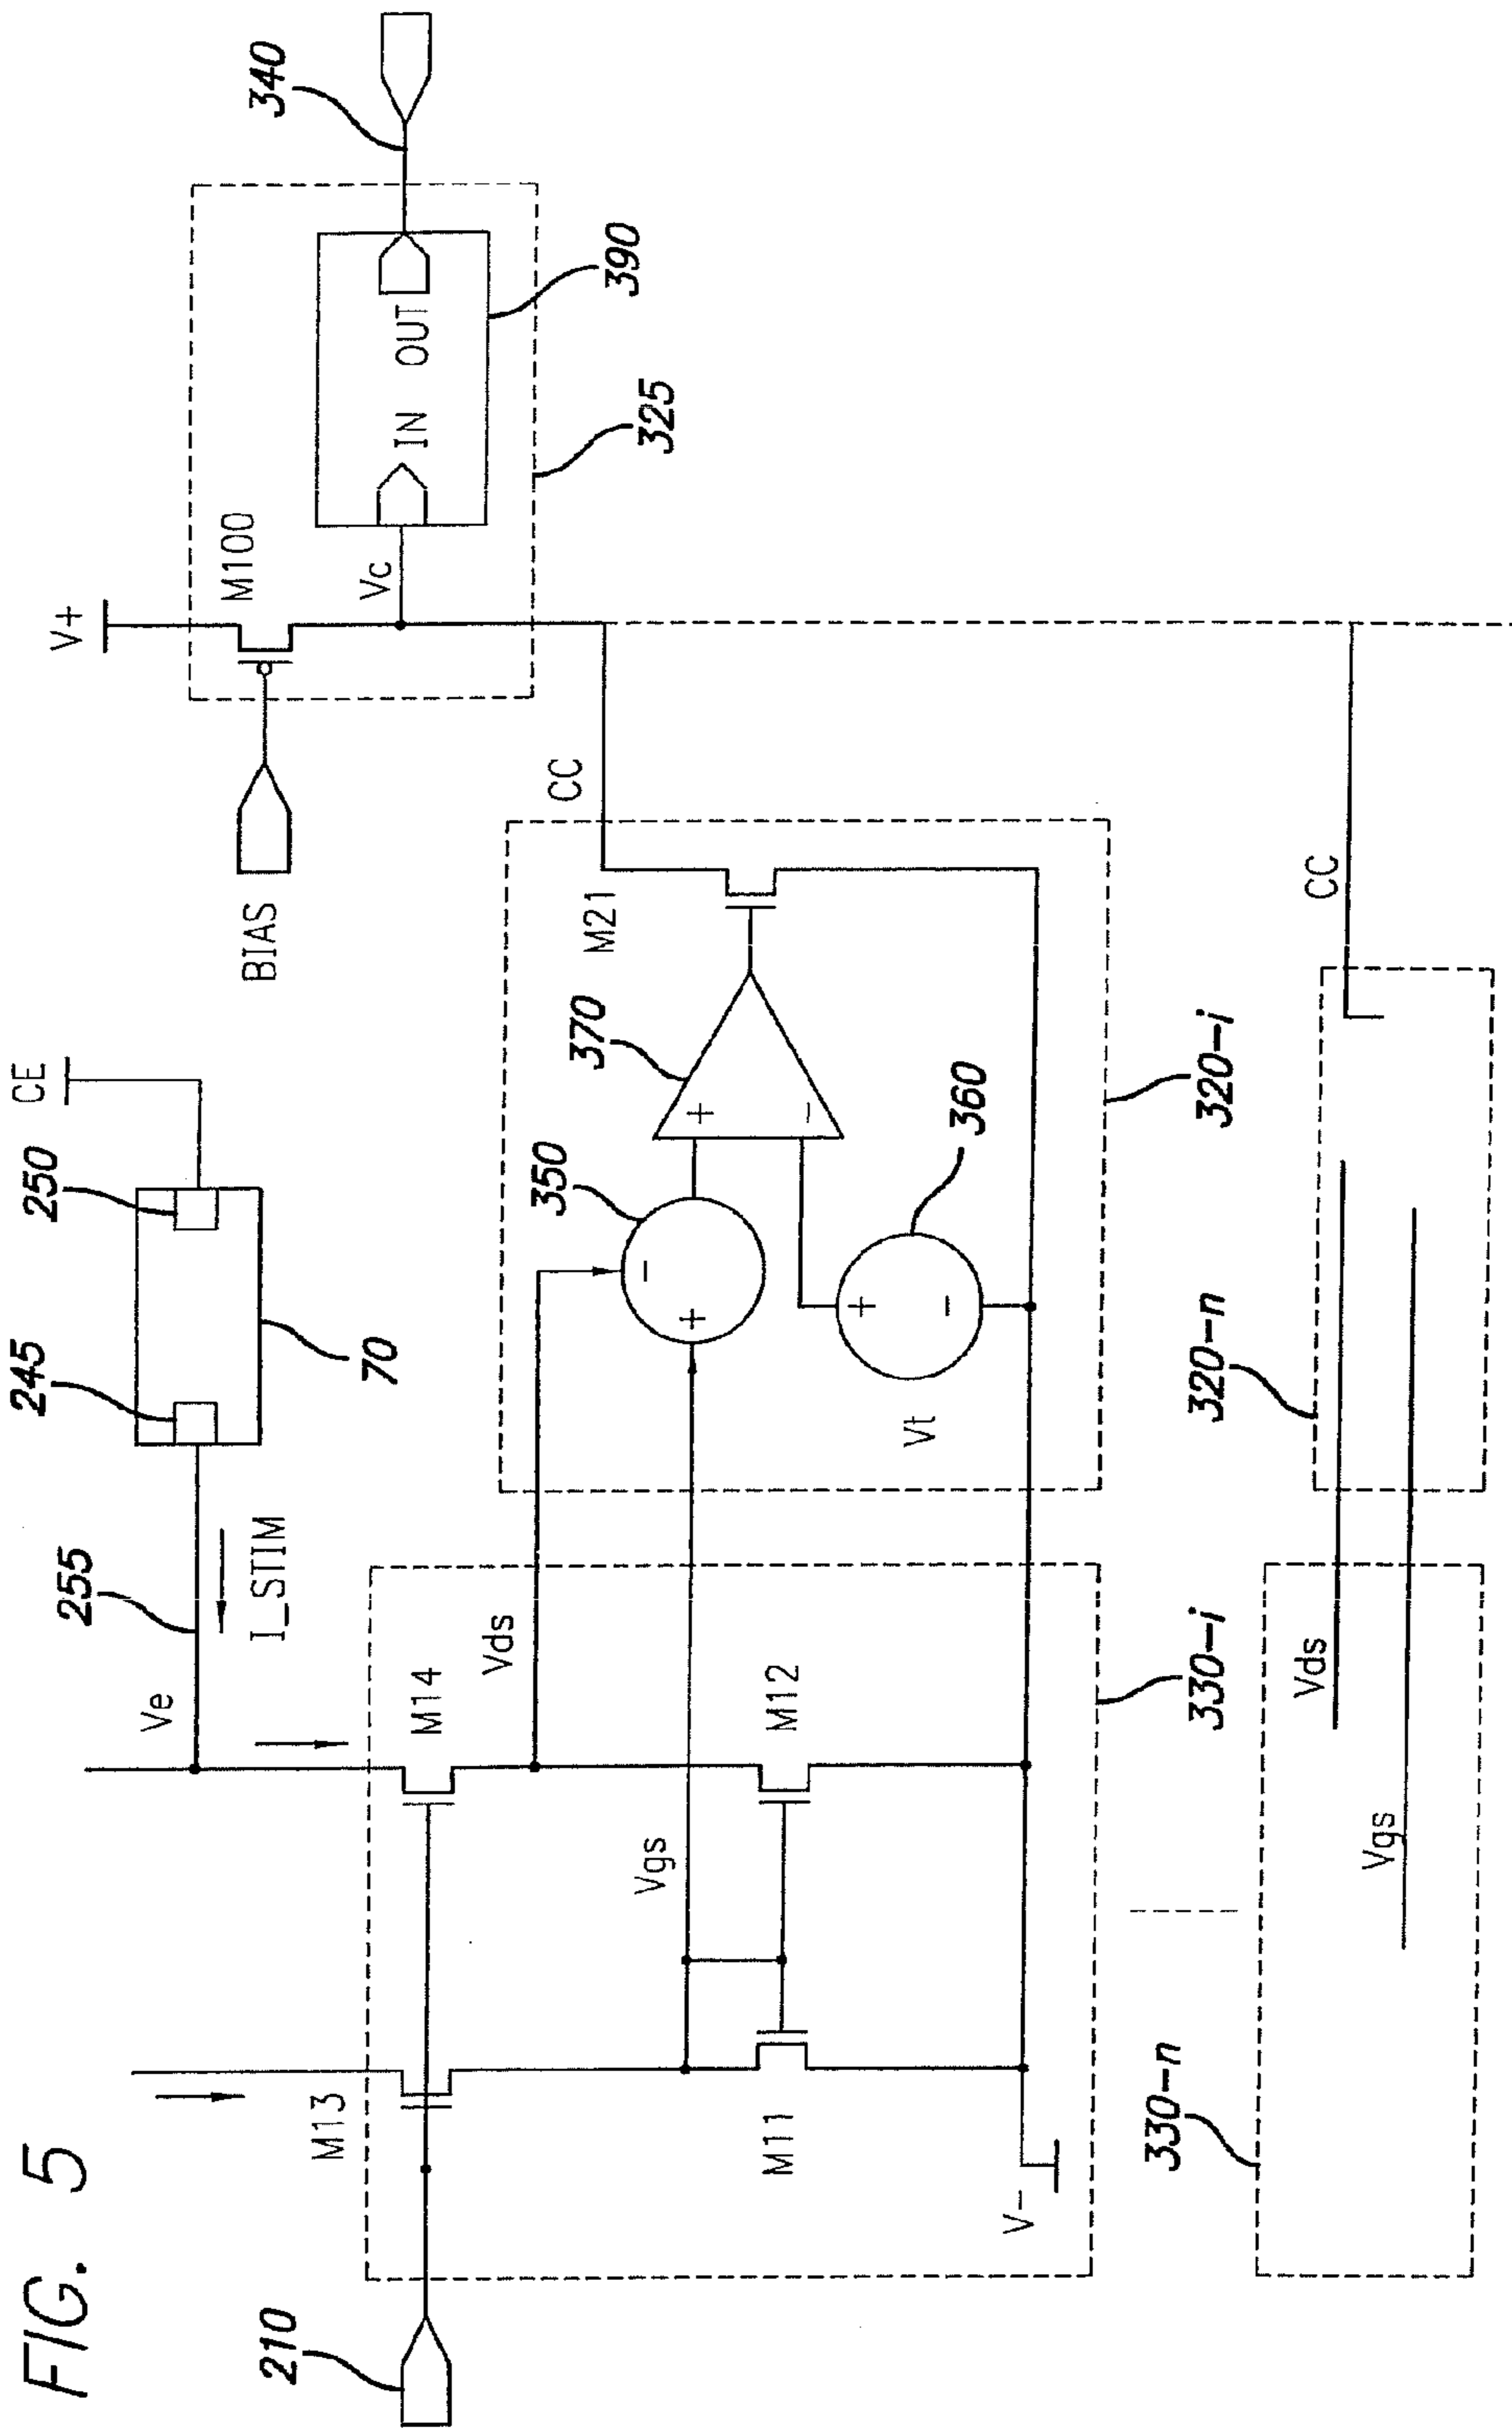 FIG. 5
245
250
CE
V+
255
Ve
I_STIM
70
BIAS
M100
Vc
IN OUT
340
390
325
210
M13
M14
Vds
350
370
M21
CC
Vgs
+
-
+
-
M11
M12
Vt
+
-
360
V-
330-i
320-i
330-n
320-n
Vds
Vgs
CC